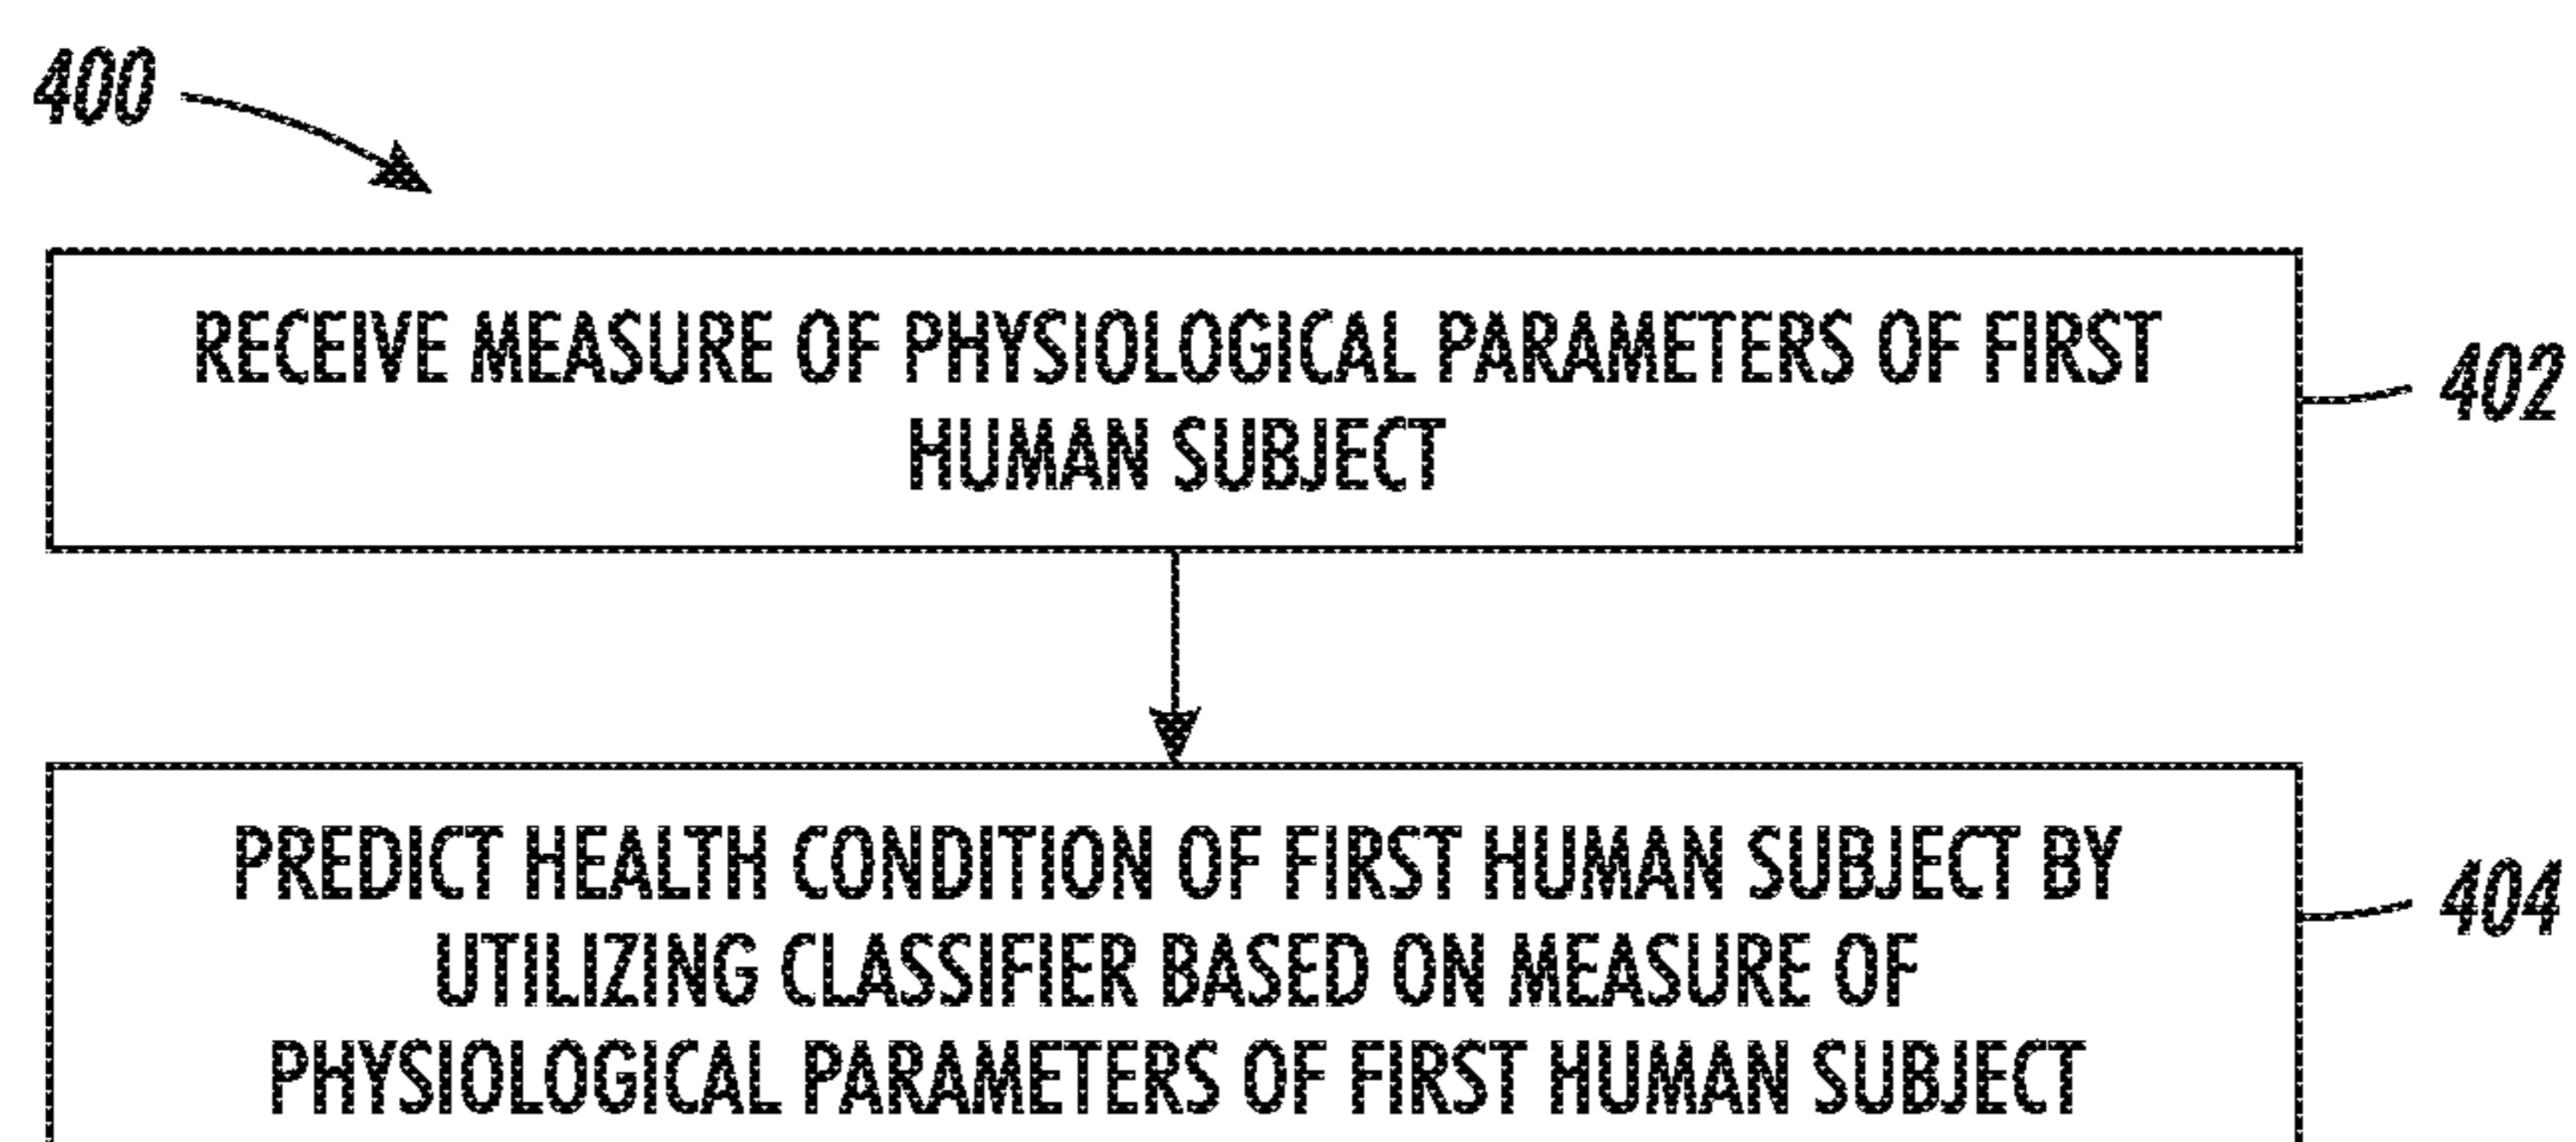 400
RECEIVE MEASURE OF PHYSIOLOGICAL PARAMETERS OF FIRST
HUMAN SUBJECT
402
PREDICT HEALTH CONDITION OF FIRST HUMAN SUBJECT BY
UTILIZING CLASSIFIER BASED ON MEASURE OF
PHYSIOLOGICAL PARAMETERS OF FIRST HUMAN SUBJECT
404